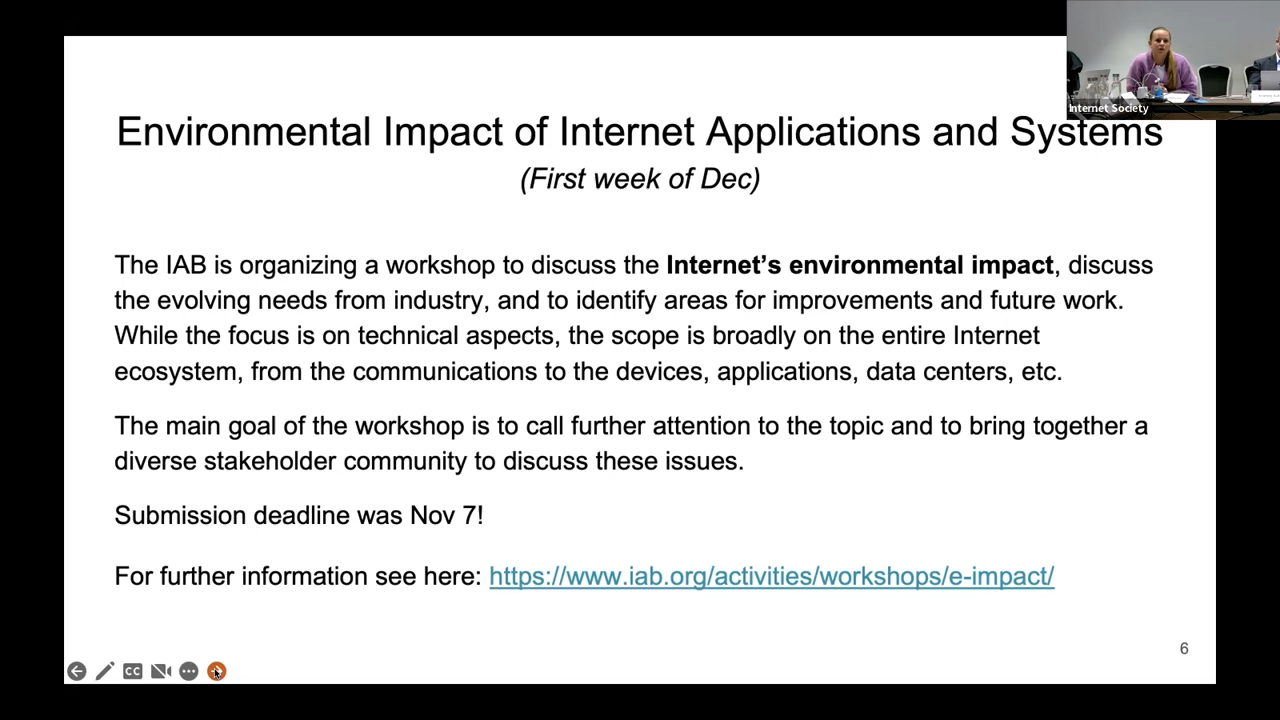 Internet Society
Environmental Impact of Internet Applications and Systems
(First week of Dec)
The IAB is organizing a workshop to discuss the Internet’s environmental impact, discuss
the evolving needs from industry, and to identify areas for improvements and future work.
While the focus is on technical aspects, the scope is broadly on the entire Internet
ecosystem, from the communications to the devices, applications, data centers, etc.
The main goal of the workshop is to call further attention to the topic and to bring together a
diverse stakeholder community to discuss these issues.
Submission deadline was Nov 7!
For further information see here: https://www.iab.org/activities/workshops/e-impact/
6
CC